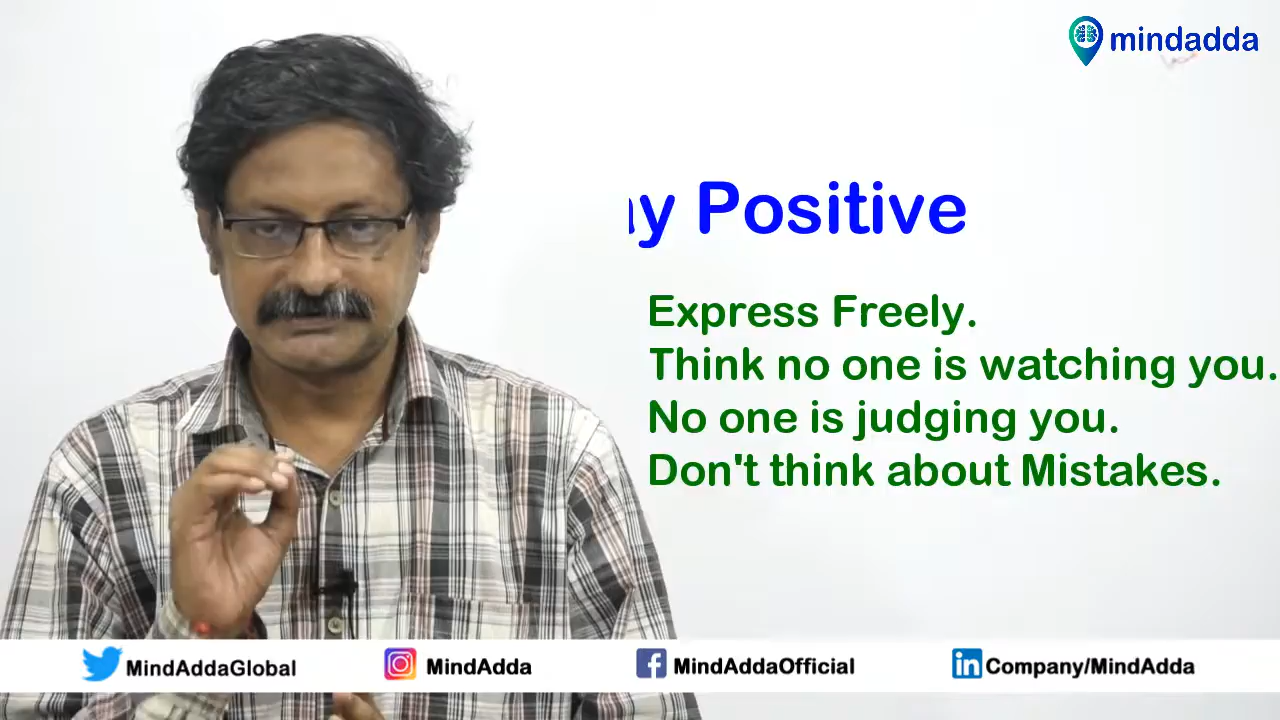 mindadda
Positive
Express Freely.
Think no one is watching you.
No one is judging you.
Don't think about Mistakes.
MindAddaGlobal
MindAdda
MindAddaOfficial
Company/MindAdda